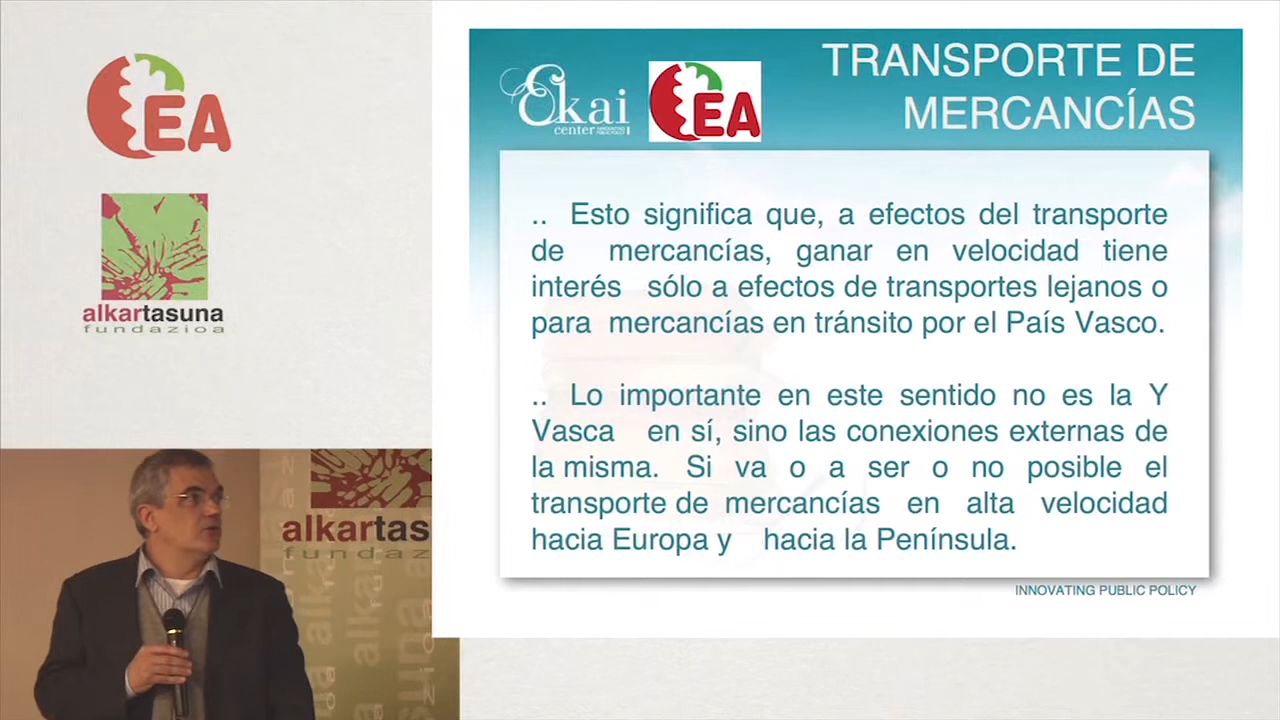 EA
alkartasuna
fundazioa
Ekai
center
EA
TRANSPORTE DE
MERCANCÍAS
.. Esto significa que, a efectos del transporte
de mercancías, ganar en velocidad tiene
interés sólo a efectos de transportes lejanos o
para mercancías en tránsito por el País Vasco.
.. Lo importante en este sentido no es la Y
Vasca en sí, sino las conexiones externas de
la misma. Si va o a ser o no posible el
transporte de mercancías en alta velocidad
hacia Europa y hacia la Península.
INNOVATING PUBLIC POLICY
alkartas
fundaz